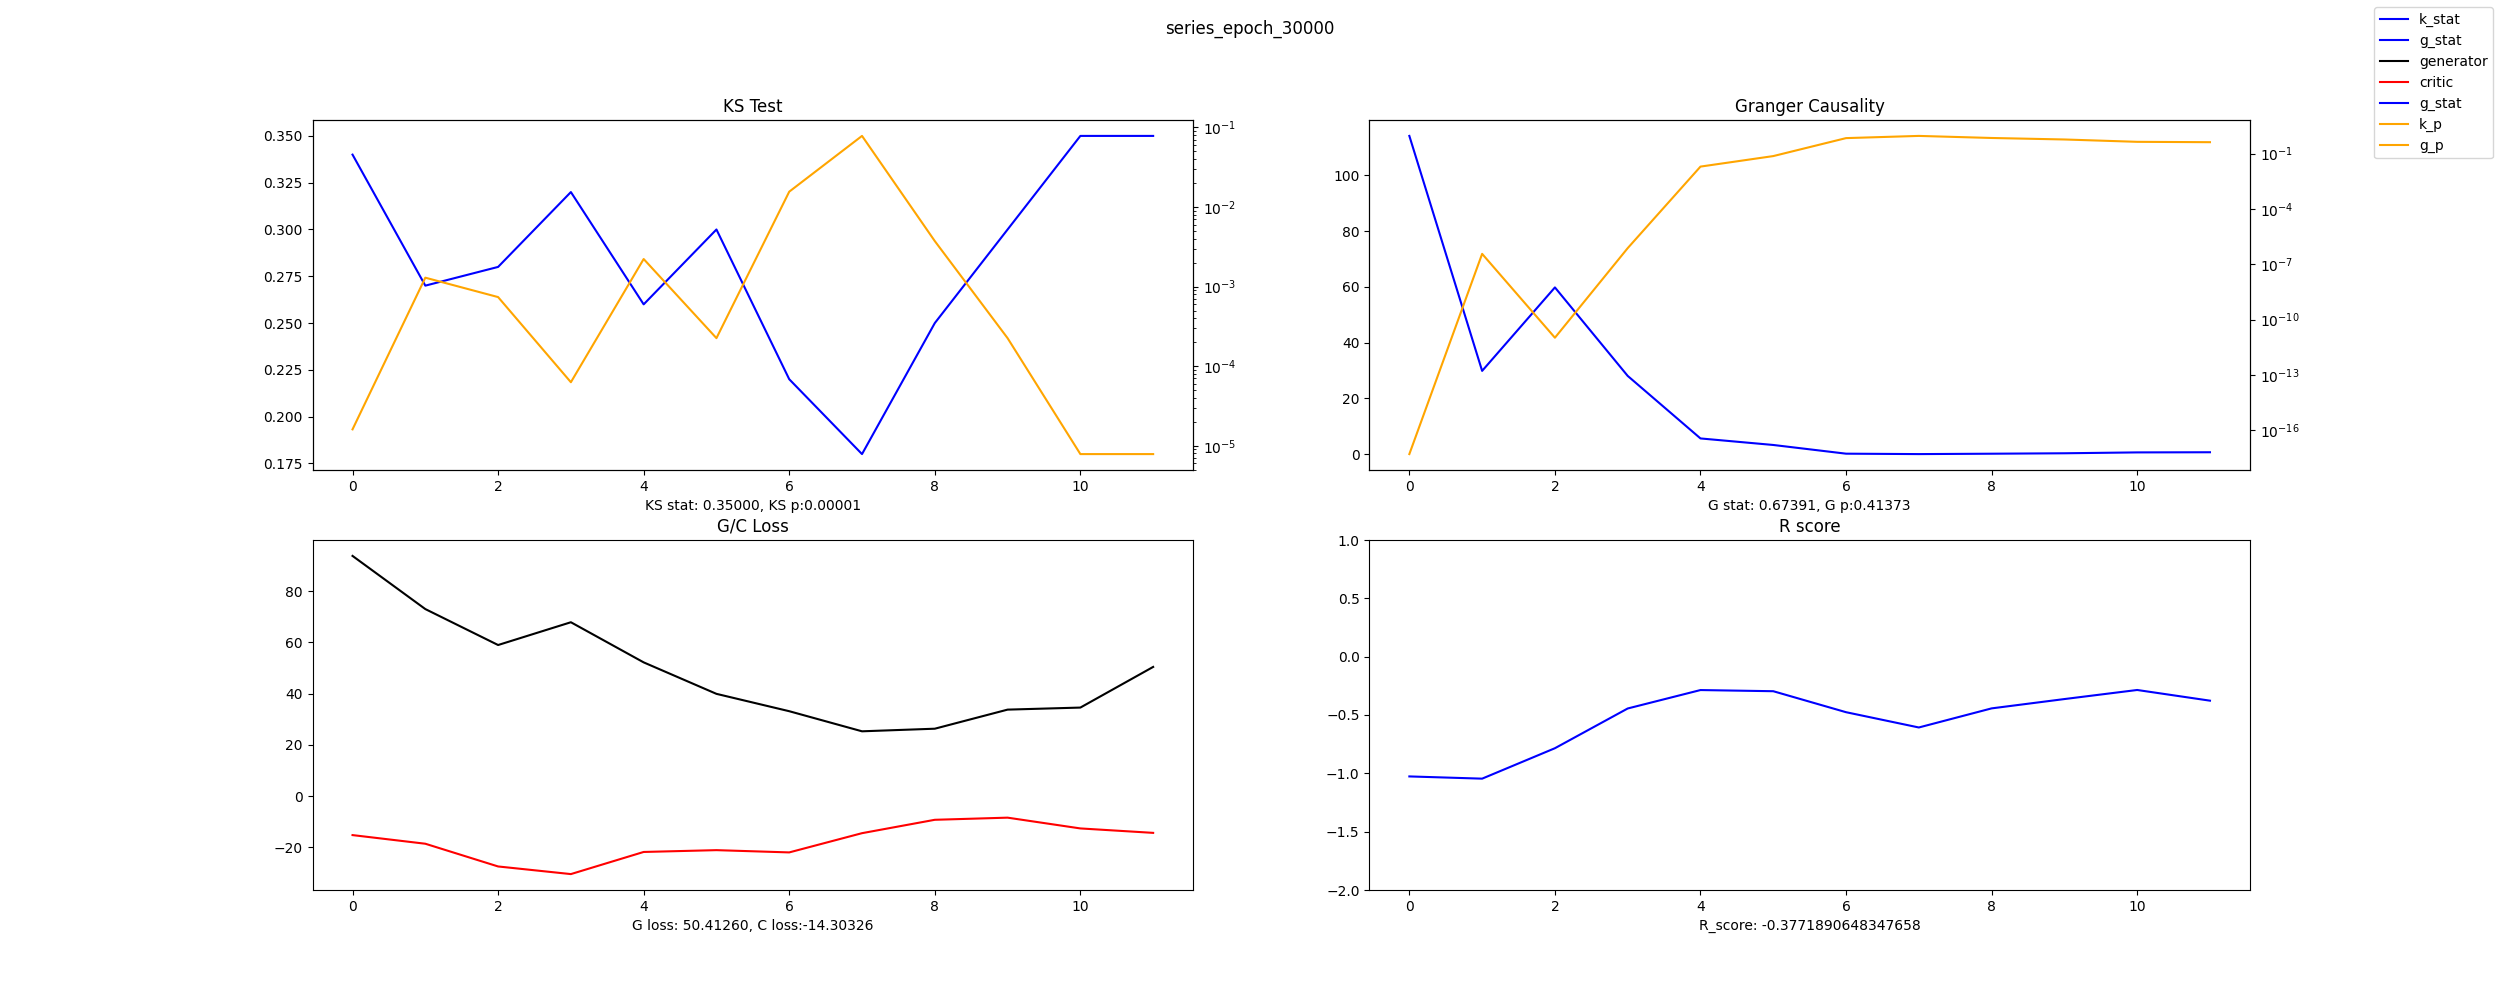 series_epoch_30000
k_stat
g_stat
generator
critic
g_stat
k_p
g_p
KS Test
0.350
0.325
0.300
0.275
0.250
0.225
0.200
0.175
10⁻¹
10⁻²
10⁻³
10⁻⁴
10⁻⁵
0 2 4 6 8 10
KS stat: 0.35000, KS p:0.00001
Granger Causality
100
80
60
40
20
0
10⁻¹
10⁻⁴
10⁻⁷
10⁻¹⁰
10⁻¹³
10⁻¹⁶
0 2 4 6 8 10
G stat: 0.67391, G p:0.41373
G/C Loss
80
60
40
20
0
−20
0 2 4 6 8 10
G loss: 50.41260, C loss:-14.30326
R score
1.0
0.5
0.0
−0.5
−1.0
−1.5
−2.0
0 2 4 6 8 10
R_score: -0.3771890648347658